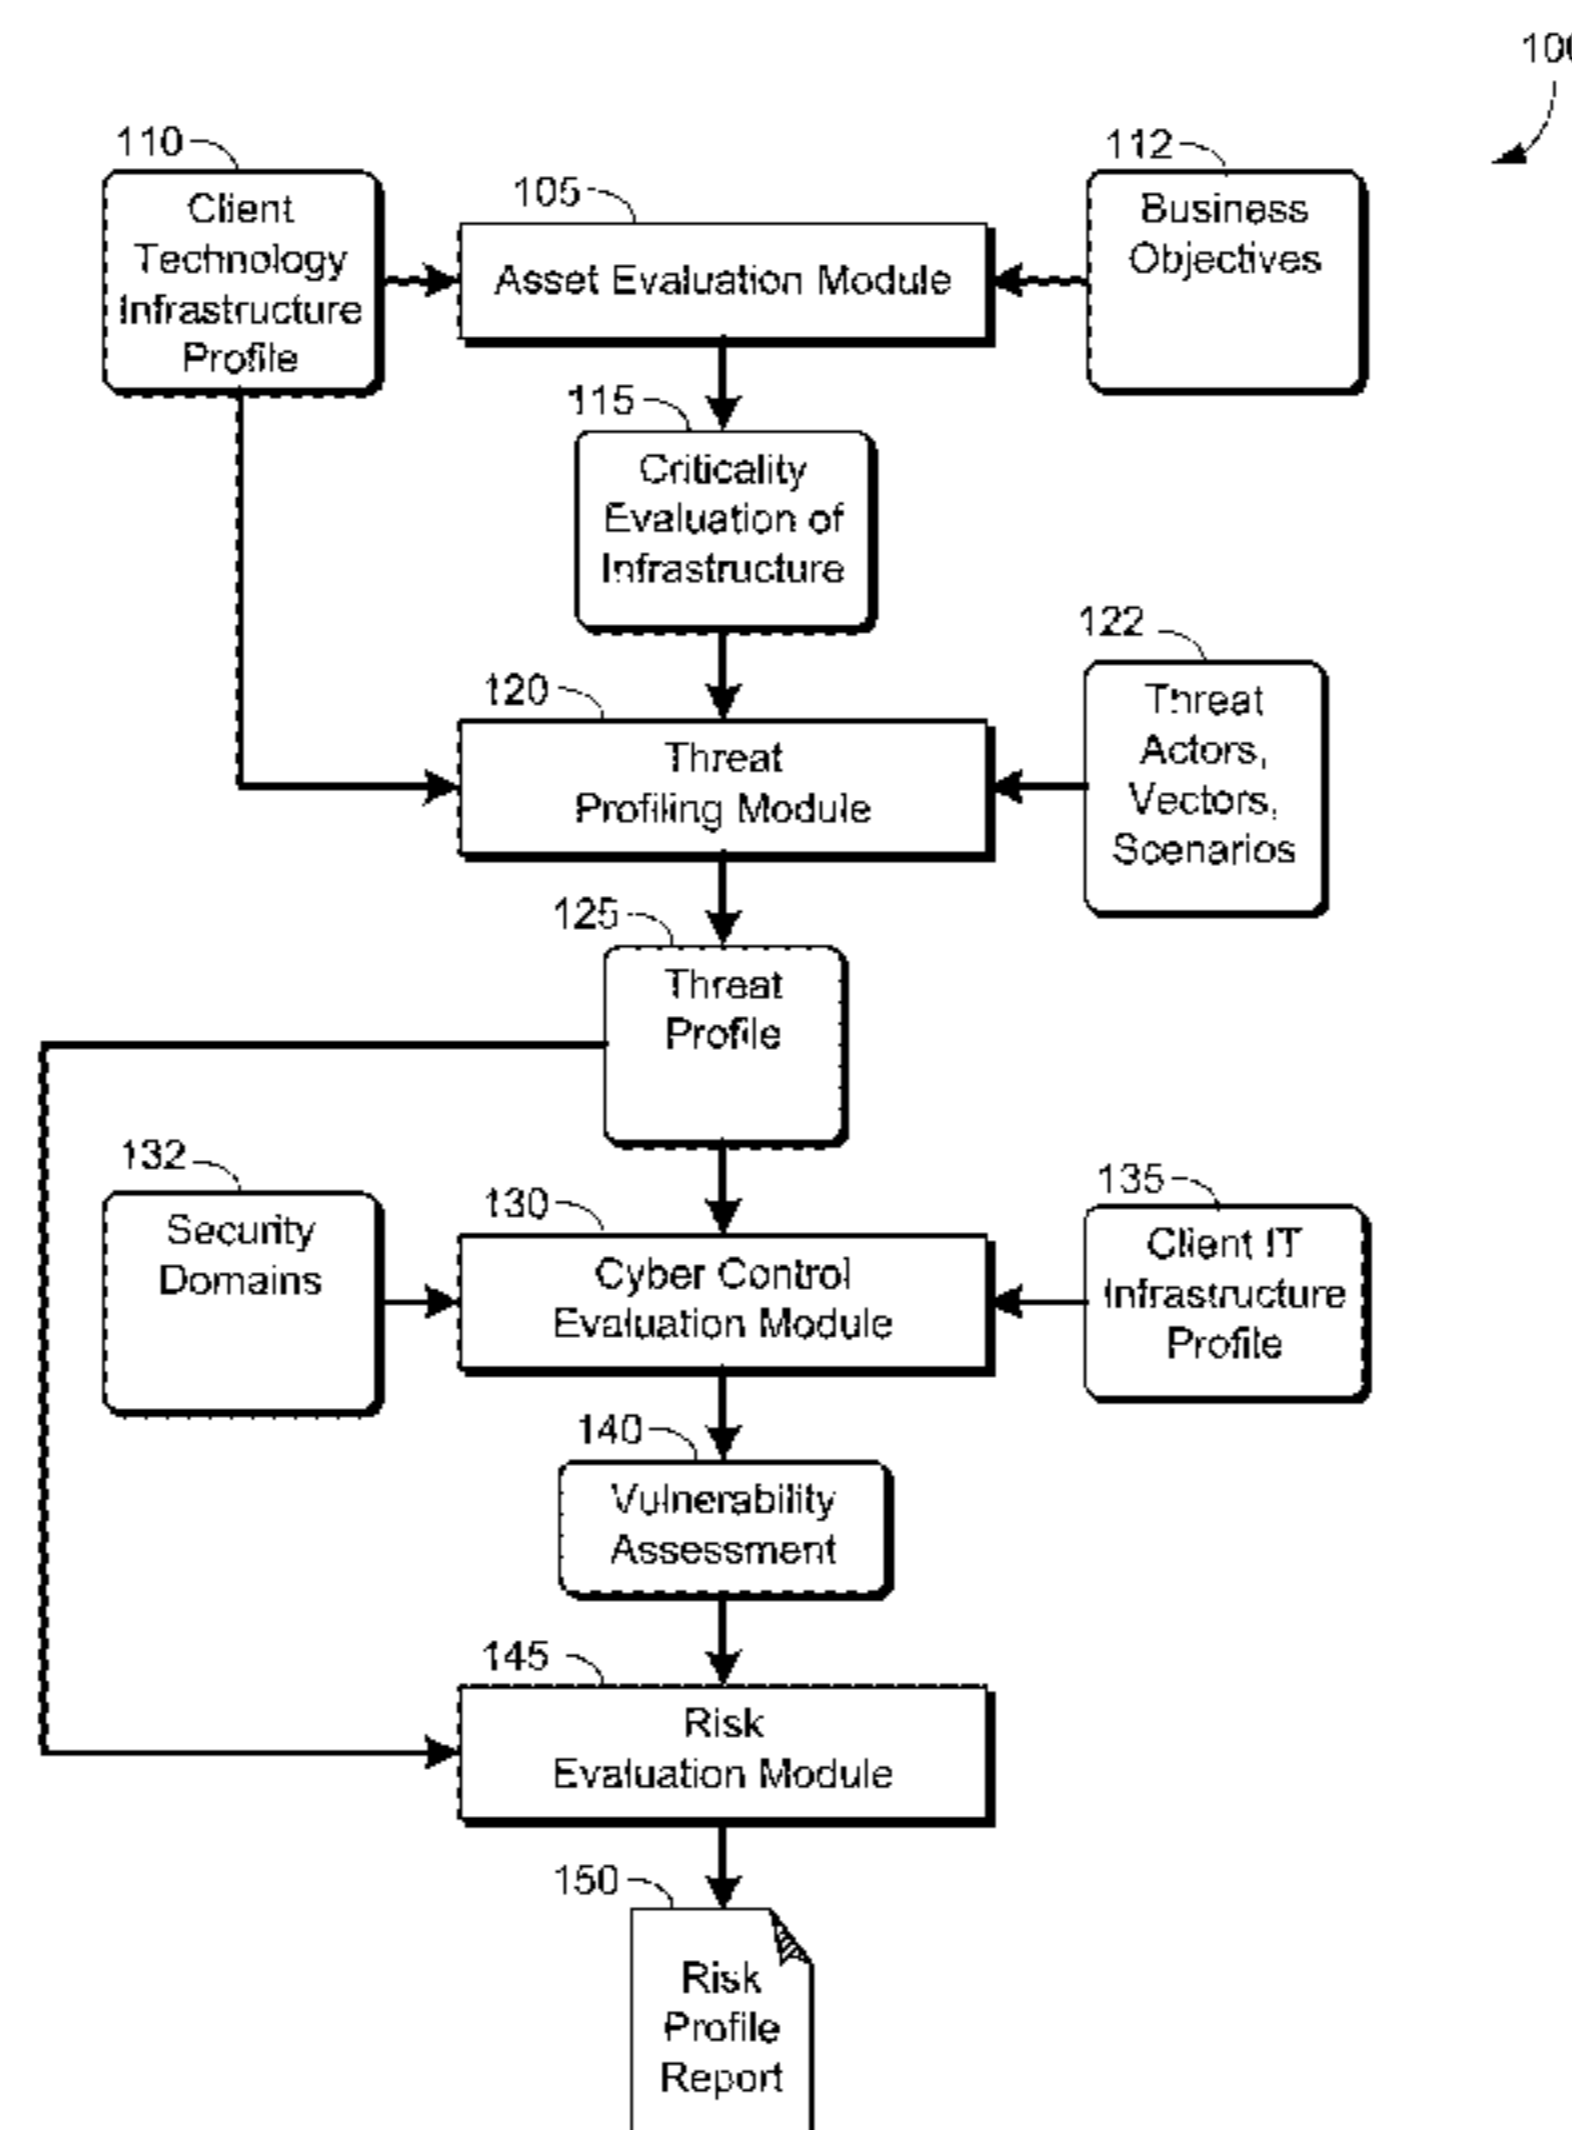 100
110
Client
Technology
Infrastructure
Profile
105
Asset Evaluation Module
112
Business
Objectives
115
Criticality
Evaluation of
Infrastructure
120
Threat
Profiling Module
122
Threat
Actors,
Vectors,
Scenarios
125
Threat
Profile
132
Security
Domains
130
Cyber Control
Evaluation Module
135
Client IT
Infrastructure
Profile
140
Vulnerability
Assessment
145
Risk
Evaluation Module
150
Risk
Profile
Report